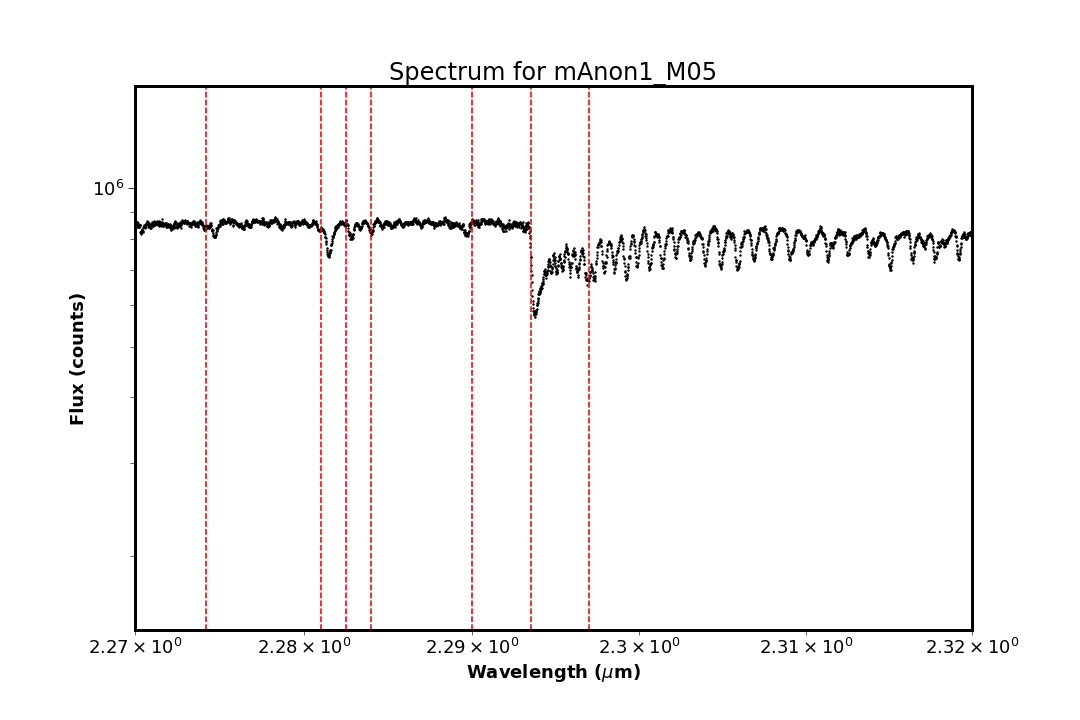 Spectrum for mAnon1_M05
10⁶
Flux (counts)
2.27 × 10⁰ 2.28 × 10⁰ 2.29 × 10⁰ 2.3 × 10⁰ 2.31 × 10⁰ 2.32 × 10⁰
Wavelength (μm)